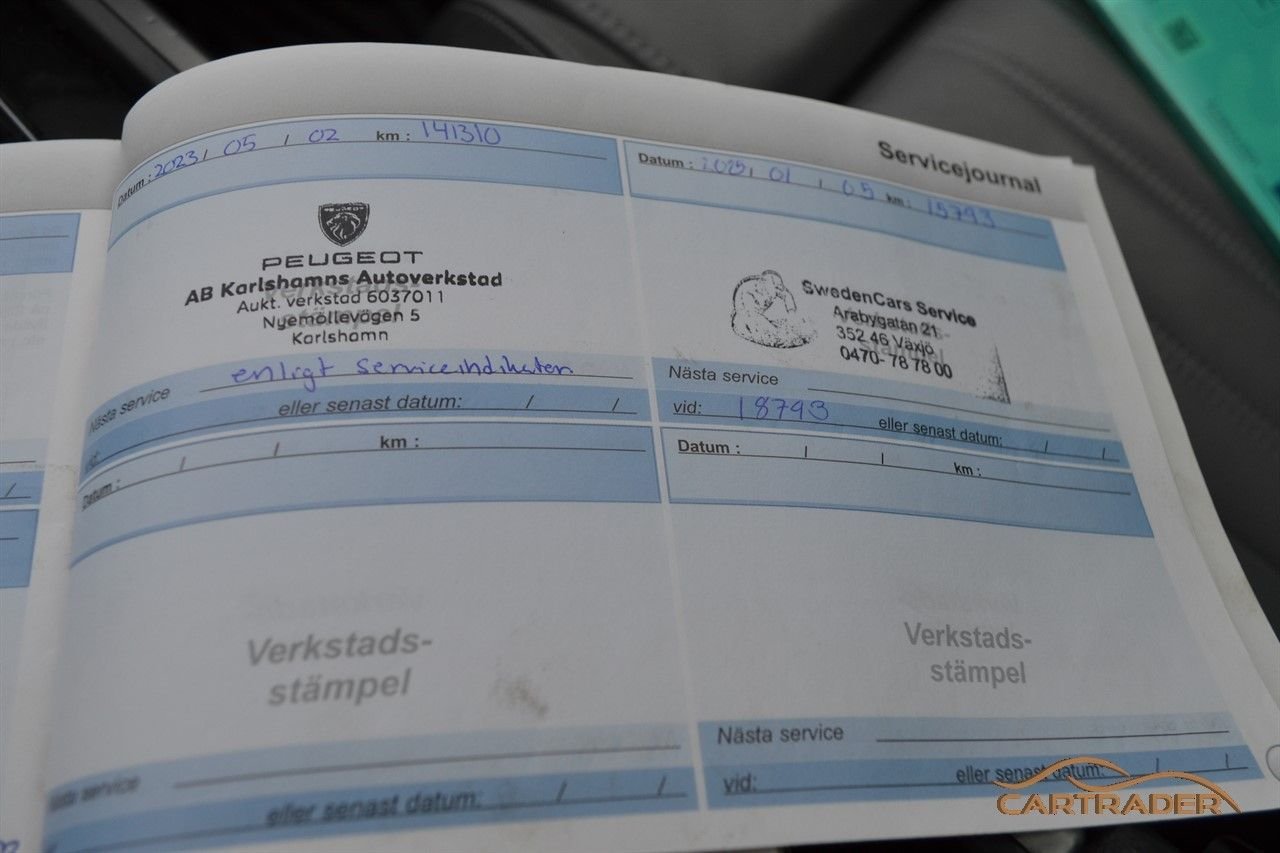 Servicejournal
Datum : 2023 / 05 / 02 km : 141310
PEUGEOT
AB Karlshamns Autoverkstad
Aukt. verkstad 6037011
Nyemöllevägen 5
Karlshamn
Nästa service enligt serviceindikatorn
vid: eller senast datum: / /
Datum : 2025 / 01 / 05 km : 15793
SwedenCars Service
Arabygatan 21
352 46 Växjö
0470- 78 78 00
Nästa service
vid: 18793 eller senast datum: / /
Datum : / / km :
Verkstads-
stämpel
Nästa service
eller senast datum: / /
Datum : / / km :
Verkstads-
stämpel
Nästa service
vid: eller senast datum: / /
CARTRADER